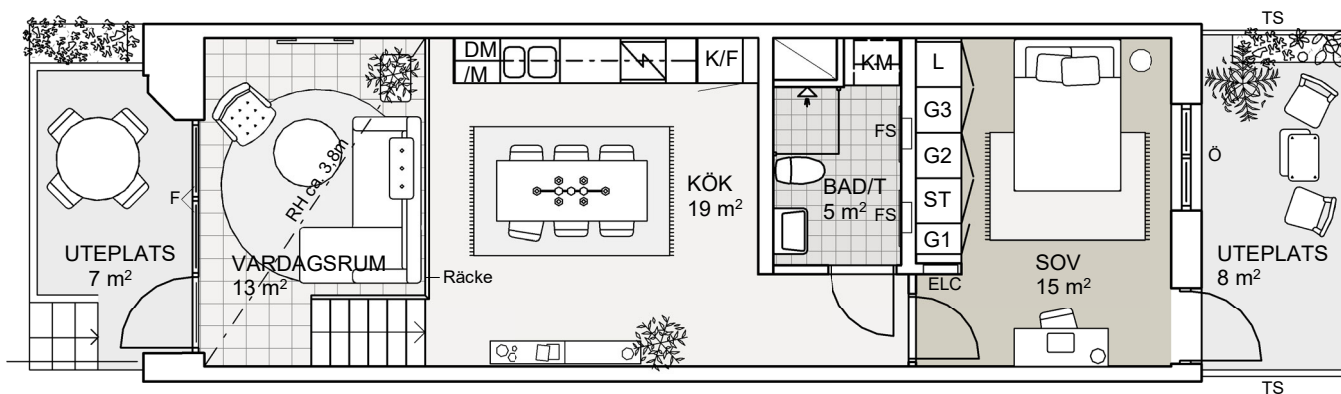 TS
DM
/M
K/F
KM
L
G3
FS
G2
Ö
RH ca. 3,8m
KÖK
19 m²
BAD/T
5 m²
F
ST
FS
G1
UTEPLATS
7 m²
VARDAGSRUM
13 m²
Räcke
ELC
SOV
15 m²
UTEPLATS
8 m²
TS